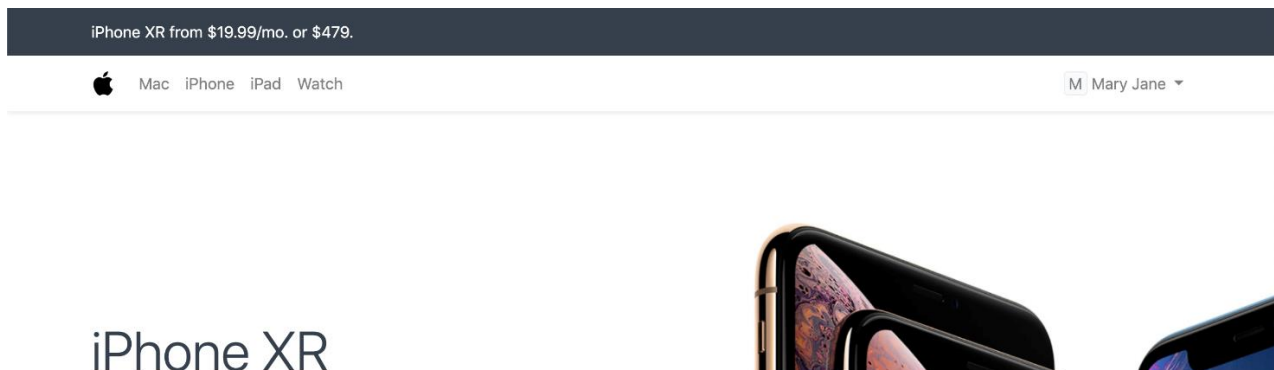 iPhone XR from $19.99/mo. or $479.
Mac iPhone iPad Watch M Mary Jane
iPhone XR